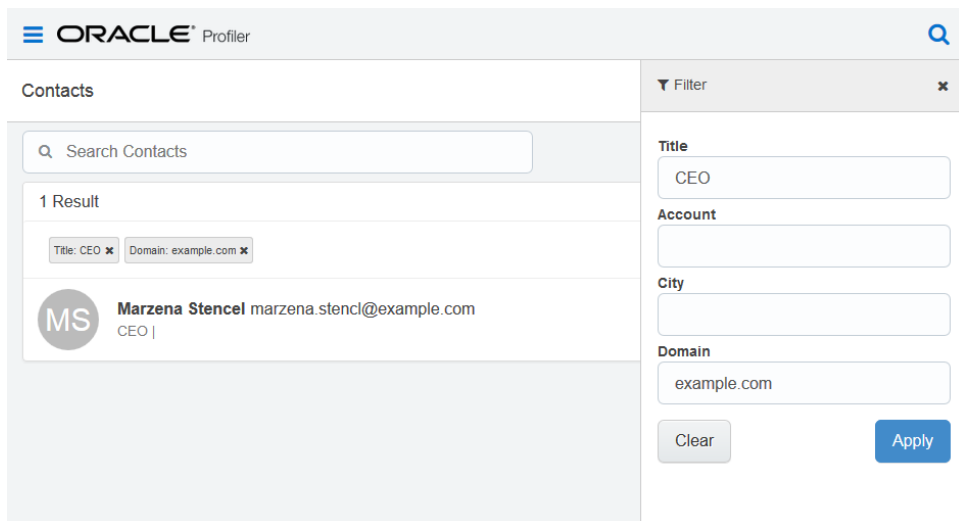 ORACLE® Profiler
Contacts
Search Contacts
1 Result
Title: CEO ✖ Domain: example.com ✖
MS
Marzena Stencel marzena.stencl@example.com
CEO |
Filter ✖
Title
CEO
Account
City
Domain
example.com
Clear
Apply